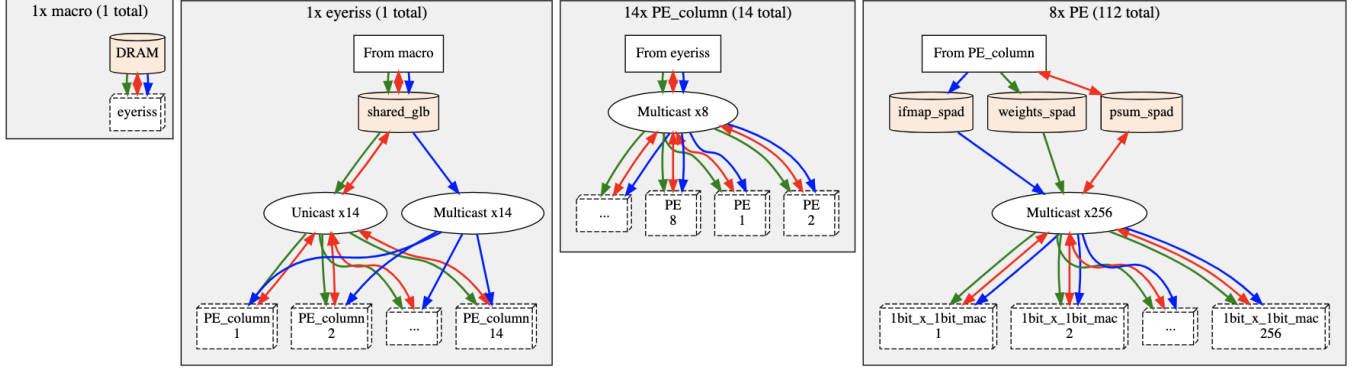 1x macro (1 total)
DRAM
eyeriss
1x eyeriss (1 total)
From macro
shared_glb
Unicast x14
Multicast x14
PE_column
1
PE_column
2
...
PE_column
14
14x PE_column (14 total)
From eyeriss
Multicast x8
...
PE
8
PE
1
PE
2
8x PE (112 total)
From PE_column
ifmap_spad
weights_spad
psum_spad
Multicast x256
1bit_x_1bit_mac
1
1bit_x_1bit_mac
2
...
1bit_x_1bit_mac
256